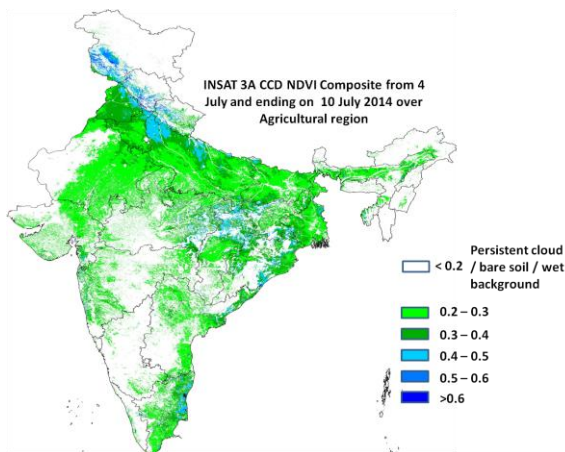 INSAT 3A CCD NDVI Composite from 4
July and ending on 10 July 2014 over
Agricultural region
< 0.2
Persistent cloud
/ bare soil / wet
background
0.2 – 0.3
0.3 – 0.4
0.4 – 0.5
0.5 – 0.6
>0.6